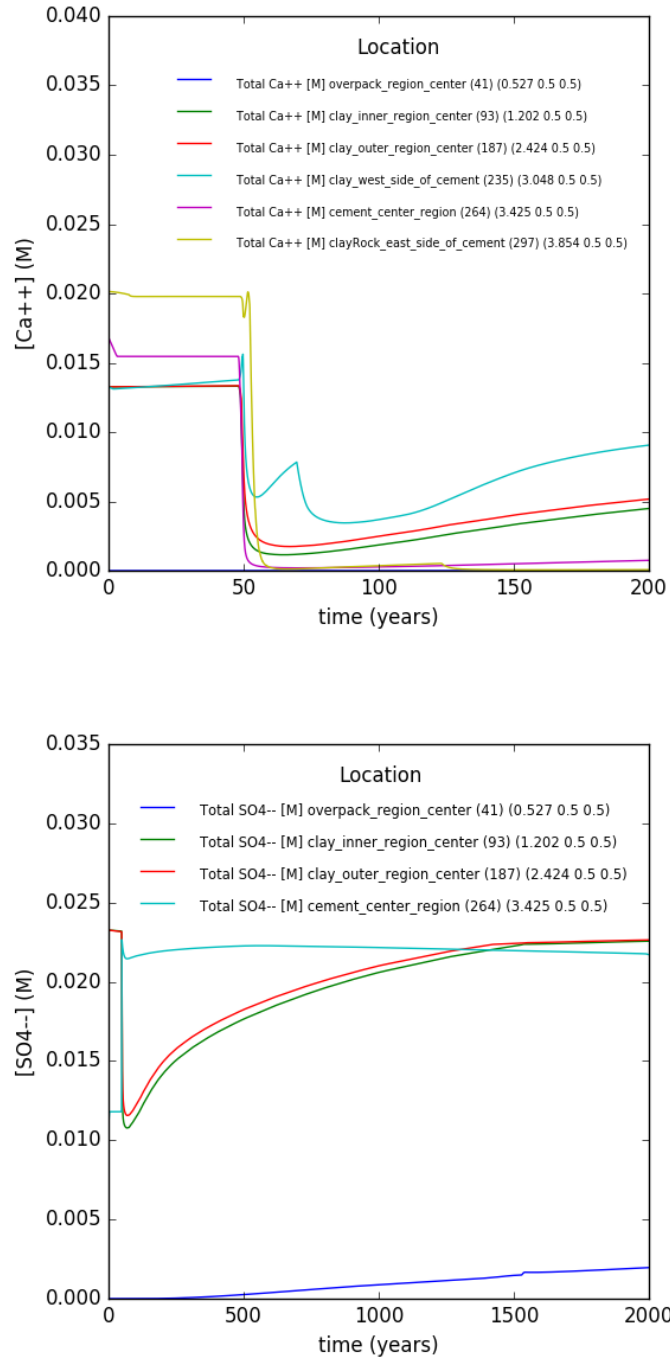 0.040
0.035
0.030
0.025
0.020
0.015
0.010
0.005
0.000
[Ca++] (M)
Location
Total Ca++ [M] overpack_region_center (41) (0.527 0.5 0.5)
Total Ca++ [M] clay_inner_region_center (93) (1.202 0.5 0.5)
Total Ca++ [M] clay_outer_region_center (187) (2.424 0.5 0.5)
Total Ca++ [M] clay_west_side_of_cement (235) (3.048 0.5 0.5)
Total Ca++ [M] cement_center_region (264) (3.425 0.5 0.5)
Total Ca++ [M] clayRock_east_side_of_cement (297) (3.854 0.5 0.5)
0 50 100 150 200
time (years)
0.035
0.030
0.025
0.020
0.015
0.010
0.005
0.000
[SO4--] (M)
Location
Total SO4-- [M] overpack_region_center (41) (0.527 0.5 0.5)
Total SO4-- [M] clay_inner_region_center (93) (1.202 0.5 0.5)
Total SO4-- [M] clay_outer_region_center (187) (2.424 0.5 0.5)
Total SO4-- [M] cement_center_region (264) (3.425 0.5 0.5)
0 500 1000 1500 2000
time (years)